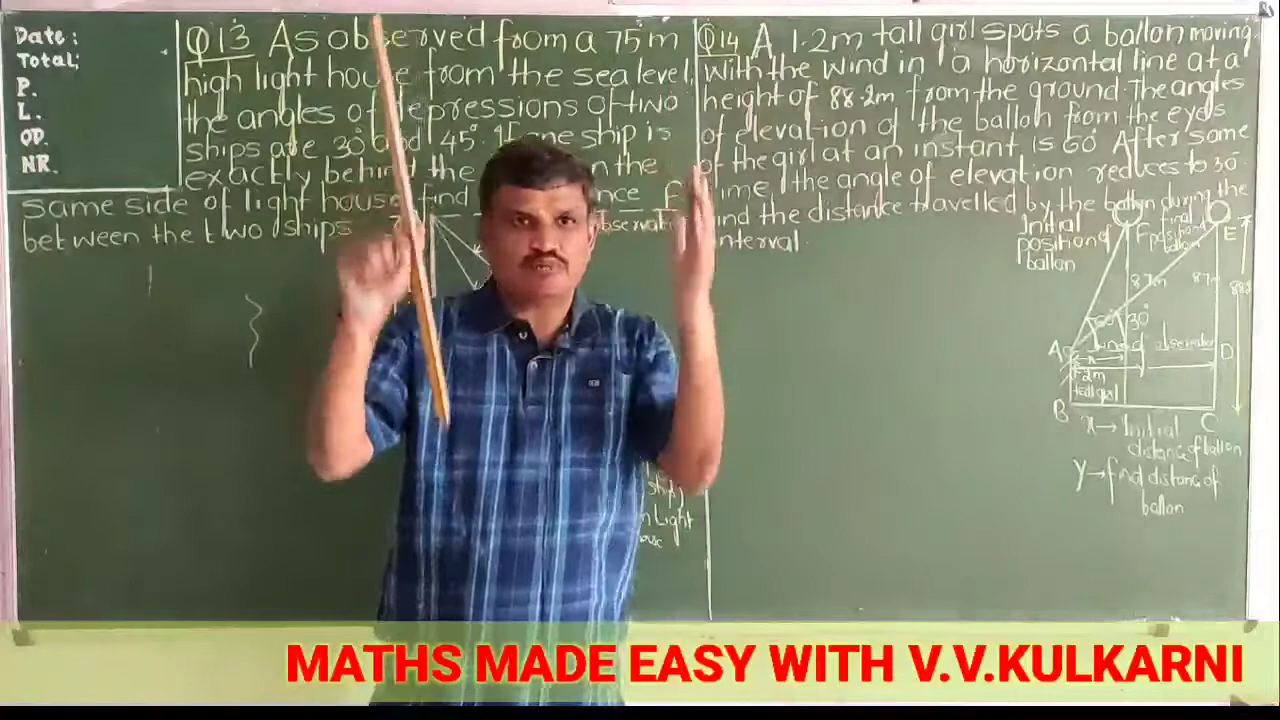 Date:
Total;
P.
L.
OD.
NR.
Q13 As observed from a 75m
high light house from the sea level,
the angles of depressions of two
ships are 30° and 45°. If one ship is
exactly behind the on the
same side of light house find
between the two ships
Q14 A 1.2m tall girl spots a ballon moving
with the wind in a horizontal line at a
height of 88.2m from the ground. The angles
of elevation of the ballon from the eyes
of the girl at an instant is 60° After some
time, the angle of elevation reduces to 30°.
find the distance travelled by the ballon during the
interval.
Initial
position of
ballon
F
final
position of
ballon
E
87m
87m
60°
30°
A
x
D
1.2m
tall girl
B
C
x→Initial
distance of ballon
y→find distance of
ballon
ship)
Light
MATHS MADE EASY WITH V.V.KULKARNI